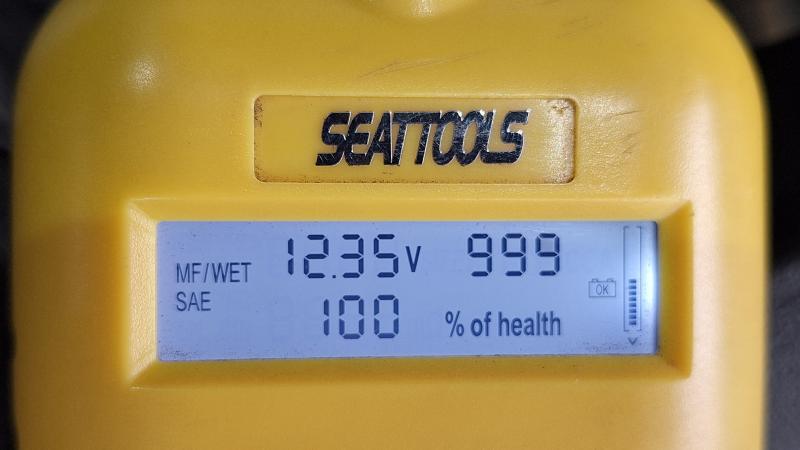 SEATTOOLS
MF/WET 12.35V 999
SAE 100 % of health
OK